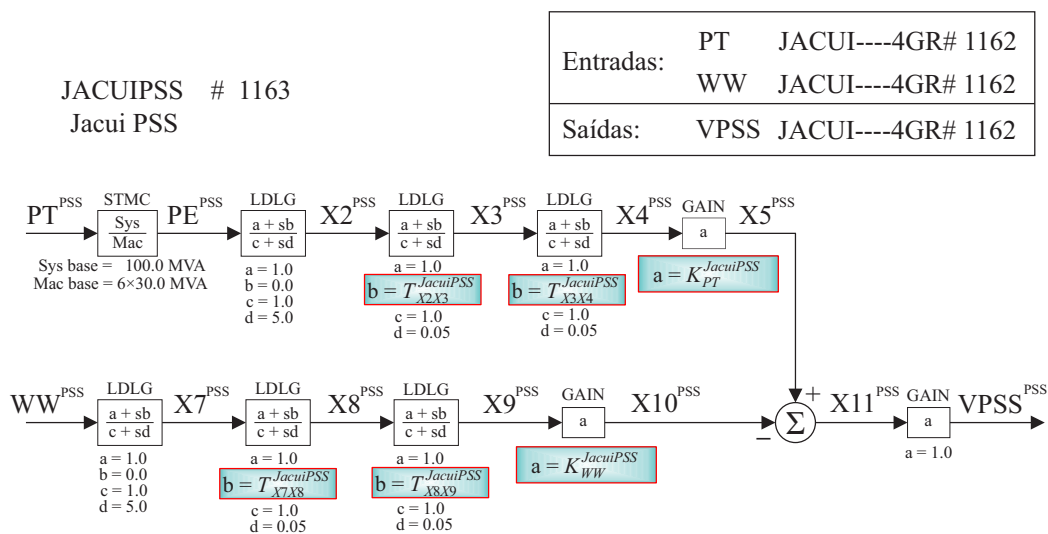 JACUIPSS # 1163
Jacui PSS
Entradas: PT JACUI----4GR# 1162
WW JACUI----4GR# 1162
Saídas: VPSS JACUI----4GR# 1162
STMC LDLG LDLG LDLG GAIN
PT^PSS Sys/Mac PE^PSS (a + sb)/(c + sd) X2^PSS (a + sb)/(c + sd) X3^PSS (a + sb)/(c + sd) X4^PSS a X5^PSS
Sys base = 100.0 MVA
Mac base = 6×30.0 MVA
a = 1.0
b = 0.0
c = 1.0
d = 5.0
a = 1.0
b = T_X2X3^JacuiPSS
c = 1.0
d = 0.05
a = 1.0
b = T_X3X4^JacuiPSS
c = 1.0
d = 0.05
a = K_PT^JacuiPSS
LDLG LDLG LDLG GAIN GAIN
WW^PSS (a + sb)/(c + sd) X7^PSS (a + sb)/(c + sd) X8^PSS (a + sb)/(c + sd) X9^PSS a X10^PSS − Σ + X11^PSS a VPSS^PSS
a = 1.0
b = 0.0
c = 1.0
d = 5.0
a = 1.0
b = T_X7X8^JacuiPSS
c = 1.0
d = 0.05
a = 1.0
b = T_X8X9^JacuiPSS
c = 1.0
d = 0.05
a = K_WW^JacuiPSS
a = 1.0